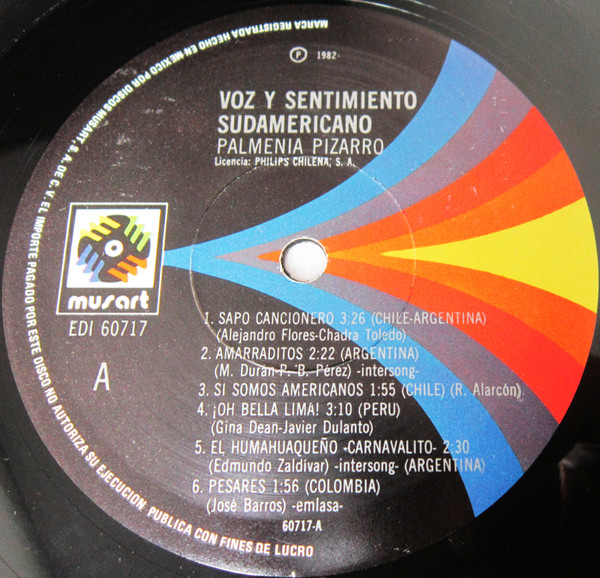 MARCA REGISTRADA HECHO EN MEXICO POR DISCOS MUSART, S.A. DE C.V. EL IMPORTE PAGADO POR ESTE DISCO NO AUTORIZA SU EJECUCION PUBLICA CON FINES DE LUCRO
℗ 1982-
VOZ Y SENTIMIENTO
SUDAMERICANO
PALMENIA PIZARRO
Licencia: PHILIPS CHILENA, S. A.
musart
EDI 60717
A
1. SAPO CANCIONERO 3:26 (CHILE-ARGENTINA)
(Alejandro Flores-Chadra Toledo)
2. AMARRADITOS 2:22 (ARGENTINA)
(M. Durán-P. B. Pérez) -intersong-
3. SI SOMOS AMERICANOS 1:55 (CHILE) (R. Alarcón)
4. ¡OH BELLA LIMA! 3:10 (PERU)
(Gina Dean-Javier Dulanto)
5. EL HUMAHUAQUEÑO -CARNAVALITO- 2:30
(Edmundo Zaldivar) -intersong- (ARGENTINA)
6. PESARES 1:56 (COLOMBIA)
(José Barros) -emlasa-
60717-A